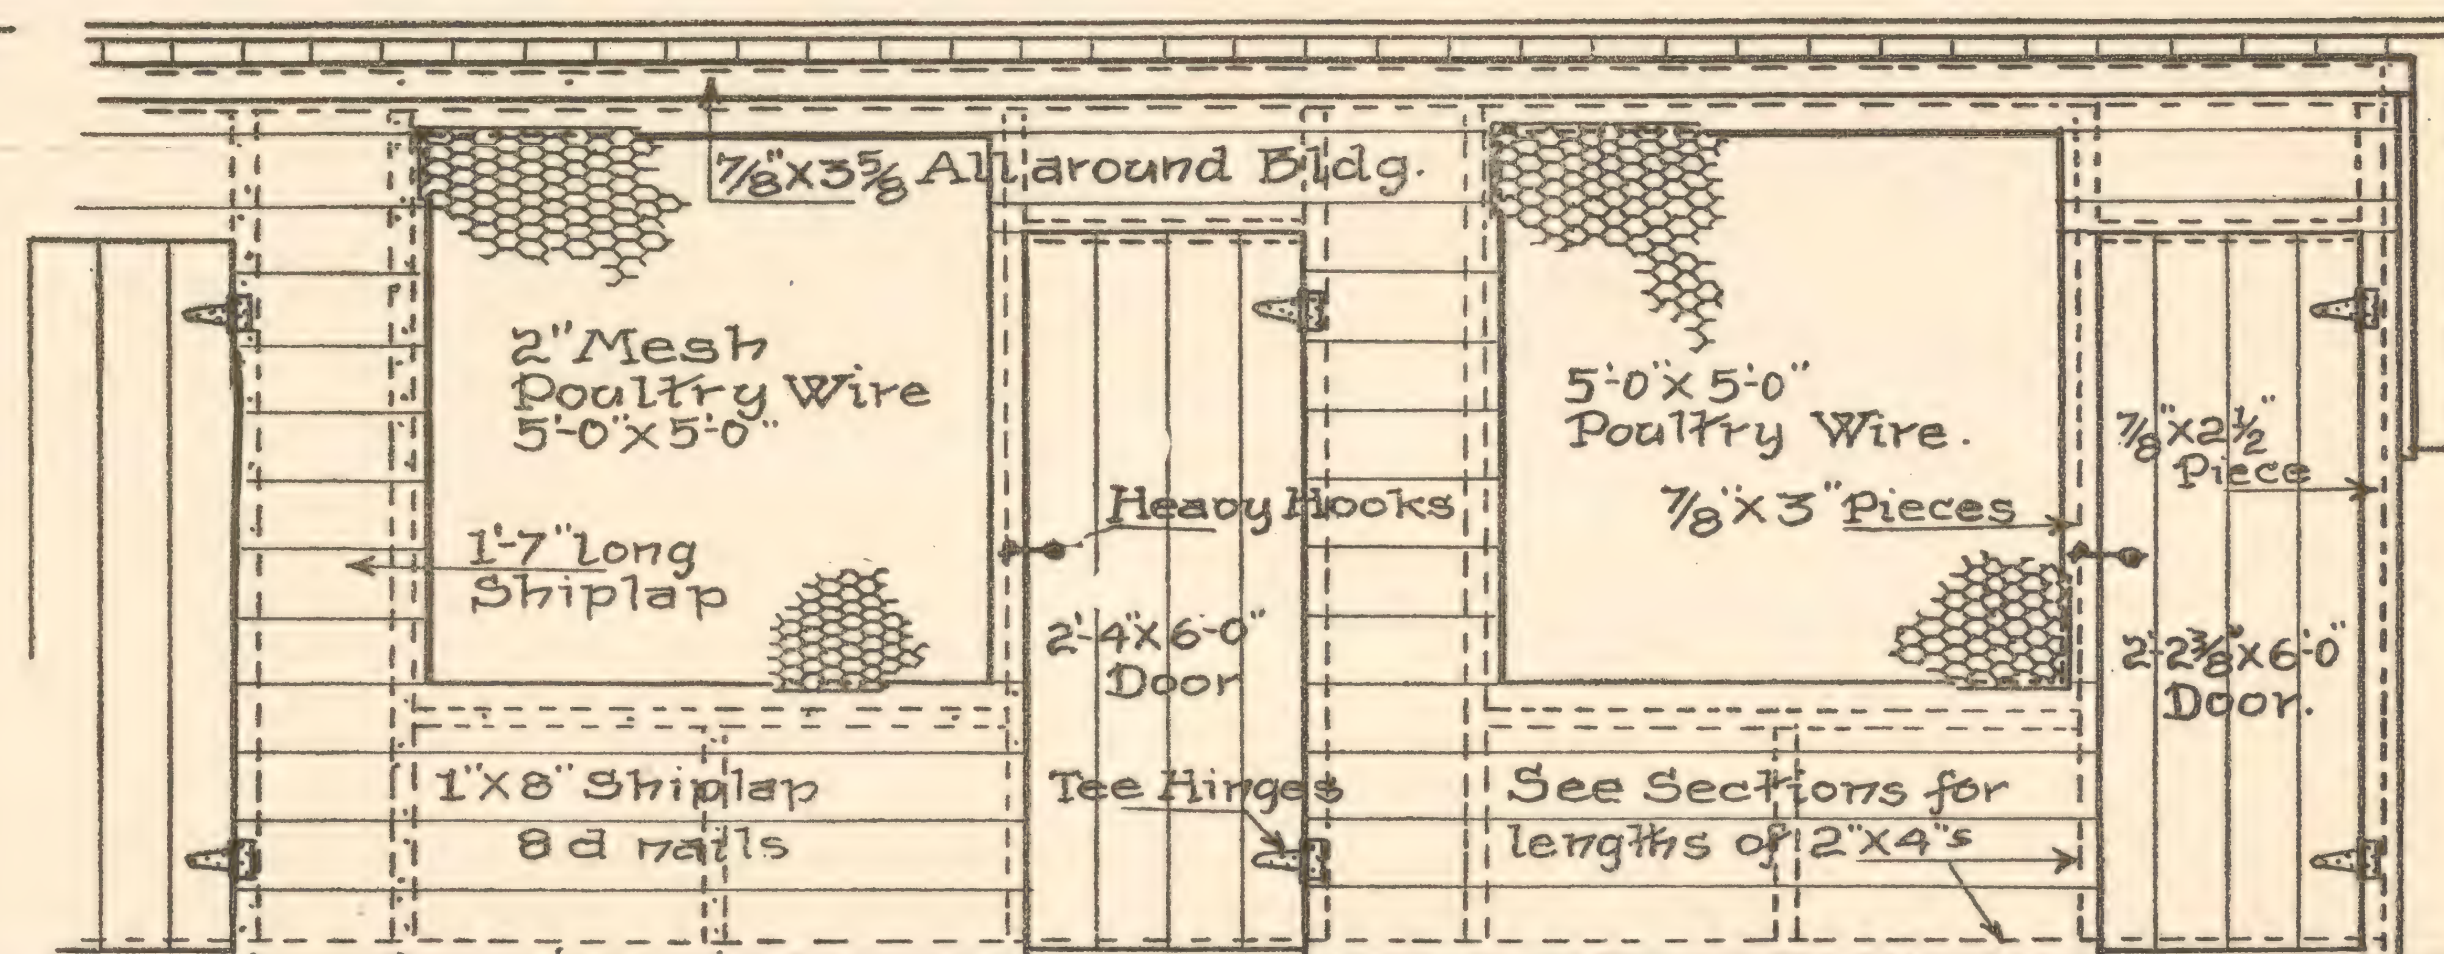 7/8"X3 5/8 All around Bldg.
2" Mesh
Poultry Wire
5'-0"X5'-0"
1'-7" long
Shiplap
1"X8" Shiplap
8 d nails
Heavy Hooks
2'-4"X6'-0"
Door
Tee Hinges
5'-0"X5'-0"
Poultry Wire.
7/8"X3" Pieces
See Sections for
lengths of 2"X4"s
7/8"X2 1/2"
Piece
2'-2 3/8"X6'-0"
Door.